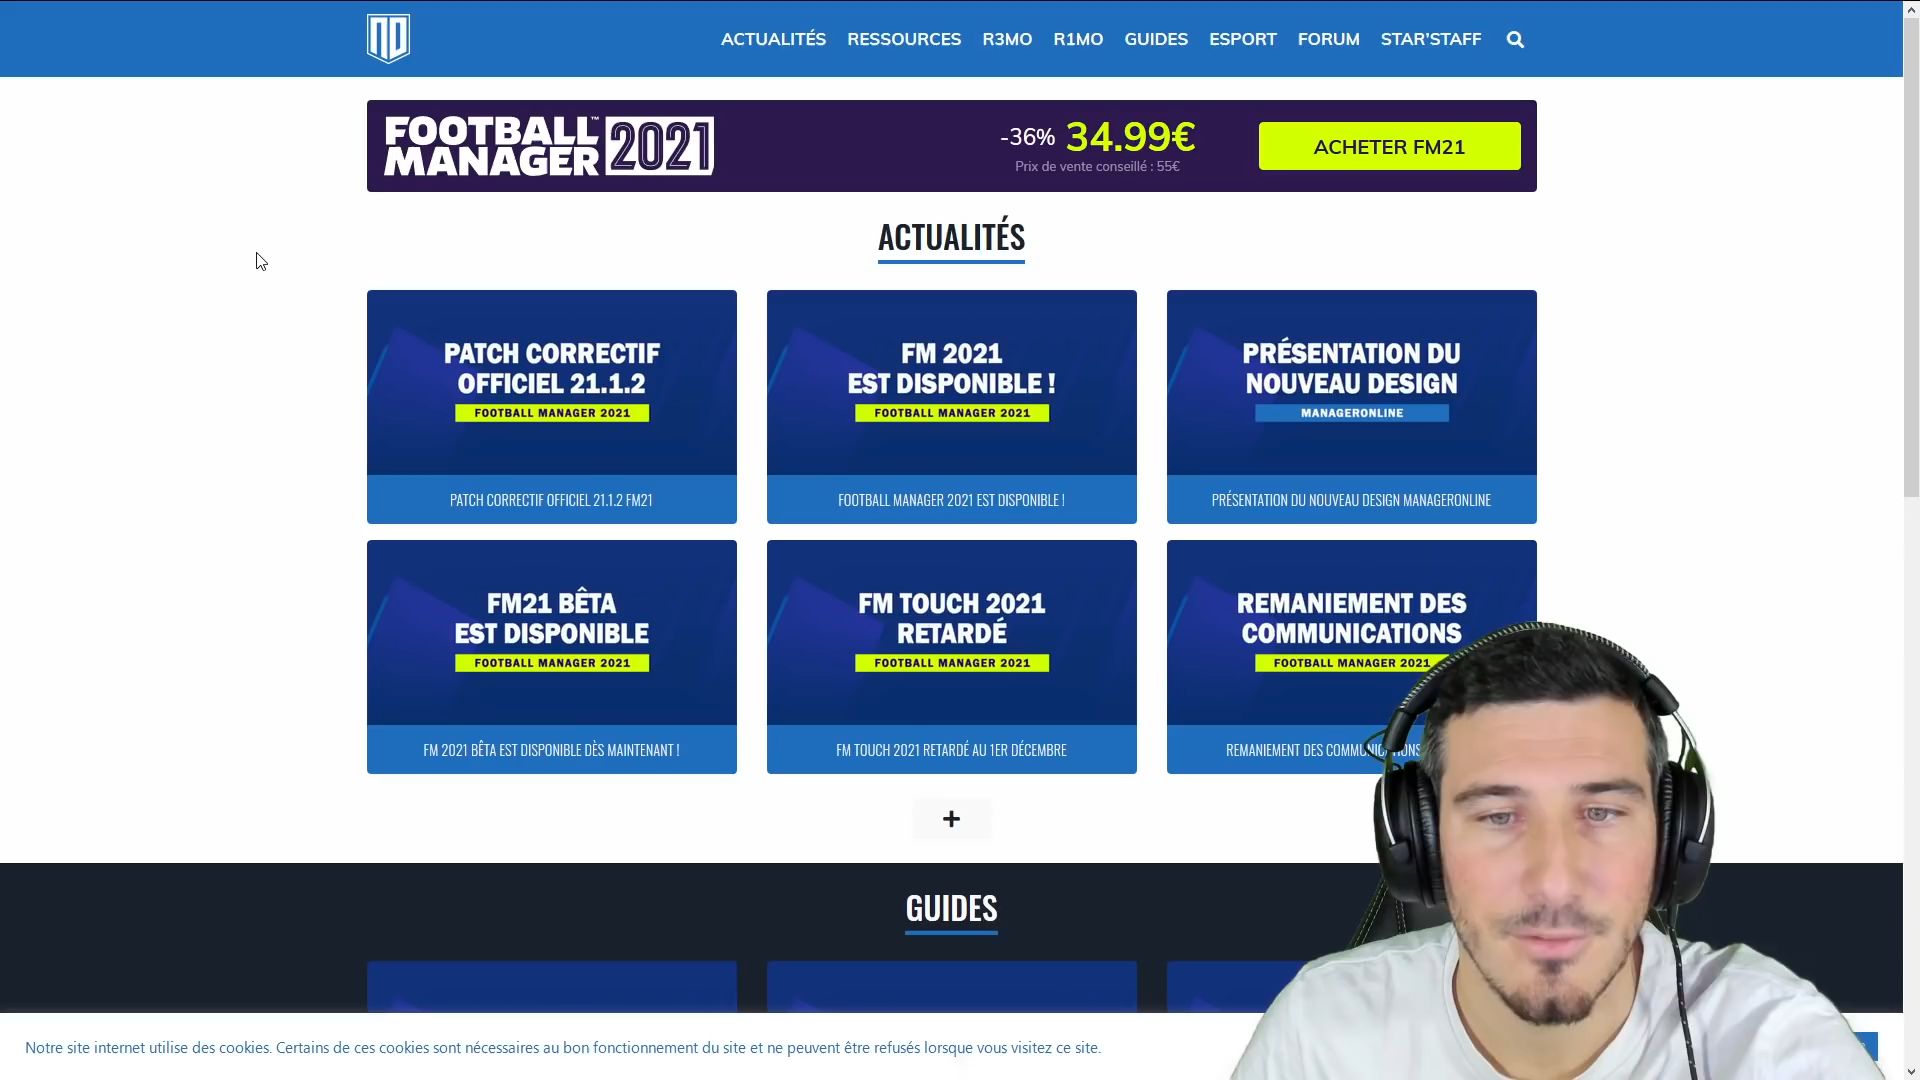 ACTUALITÉS RESSOURCES R3MO R1MO GUIDES ESPORT FORUM STAR'STAFF
FOOTBALL™
MANAGER 2021
-36% 34.99€
Prix de vente conseillé : 55€
ACHETER FM21
ACTUALITÉS
PATCH CORRECTIF
OFFICIEL 21.1.2
FOOTBALL MANAGER 2021
PATCH CORRECTIF OFFICIEL 21.1.2 FM21
FM 2021
EST DISPONIBLE !
FOOTBALL MANAGER 2021
FOOTBALL MANAGER 2021 EST DISPONIBLE !
PRÉSENTATION DU
NOUVEAU DESIGN
MANAGERONLINE
PRÉSENTATION DU NOUVEAU DESIGN MANAGERONLINE
FM21 BÊTA
EST DISPONIBLE
FOOTBALL MANAGER 2021
FM 2021 BÊTA EST DISPONIBLE DÈS MAINTENANT !
FM TOUCH 2021
RETARDÉ
FOOTBALL MANAGER 2021
FM TOUCH 2021 RETARDÉ AU 1ER DÉCEMBRE
REMANIEMENT DES
COMMUNICATIONS
FOOTBALL MANAGER 2021
REMANIEMENT DES COMMUNICATIONS
+
GUIDES
Notre site internet utilise des cookies. Certains de ces cookies sont nécessaires au bon fonctionnement du site et ne peuvent être refusés lorsque vous visitez ce site.